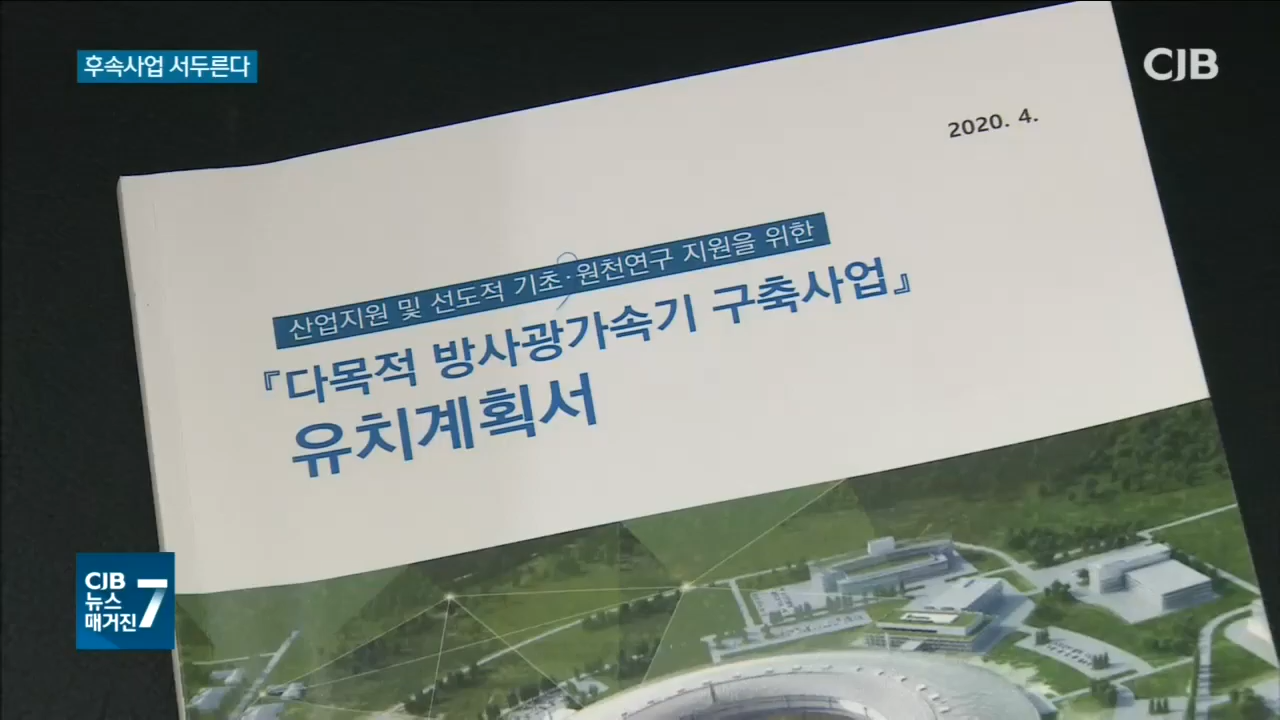 후속사업 서두른다
CJB
2020. 4.
산업지원 및 선도적 기초·원천연구 지원을 위한
『다목적 방사광가속기 구축사업』
유치계획서
CJB
뉴스
매거진 7